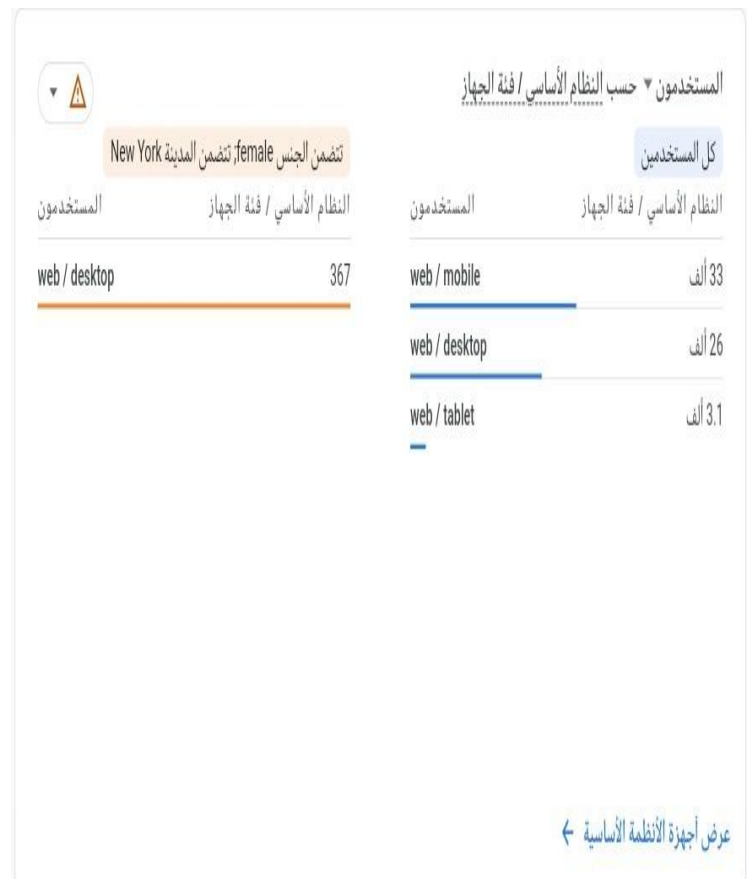 المستخدمون حسب النظام الأساسي / فئة الجهاز
كل المستخدمين
النظام الأساسي / فئة الجهاز المستخدمون
33 ألف web / mobile
26 ألف web / desktop
3.1 ألف web / tablet
تتضمن الجنس female; تتضمن المدينة New York
النظام الأساسي / فئة الجهاز المستخدمون
367 web / desktop
عرض أجهزة الأنظمة الأساسية